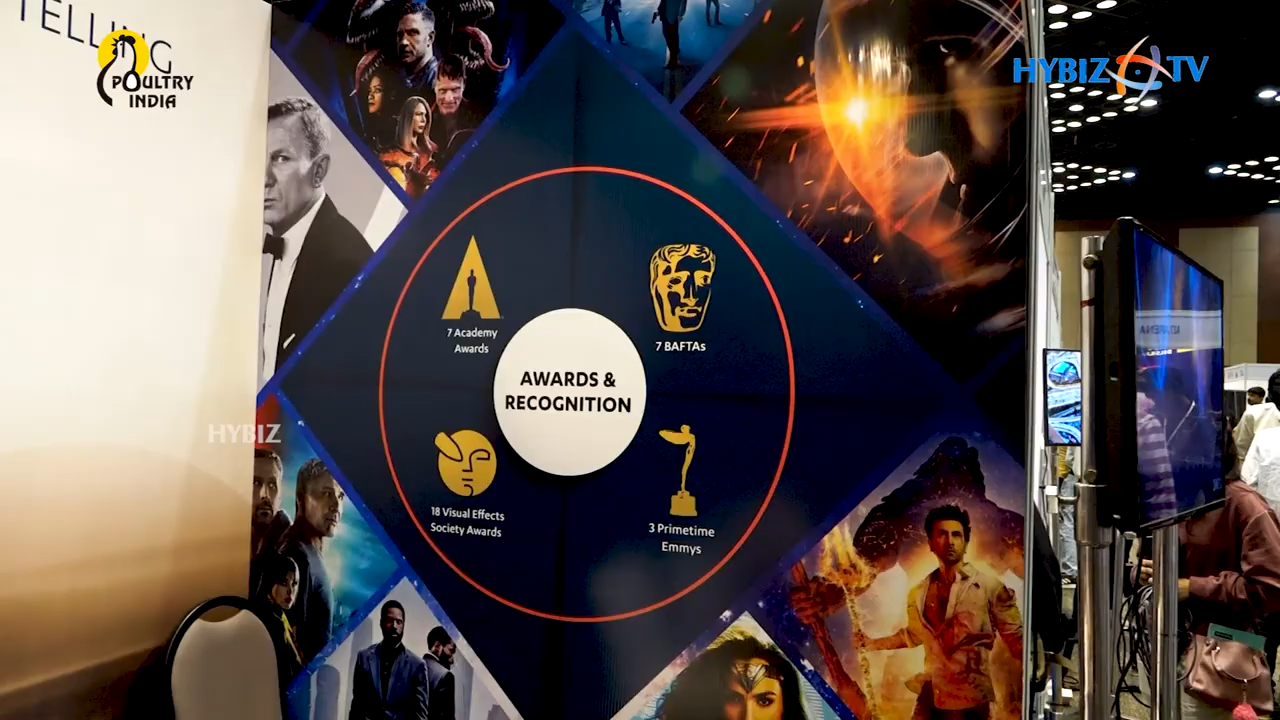 TELLING
POULTRY
INDIA
HYBIZ TV
7 Academy
Awards
7 BAFTAs
AWARDS &
RECOGNITION
HYBIZ
18 Visual Effects
Society Awards
3 Primetime
Emmys